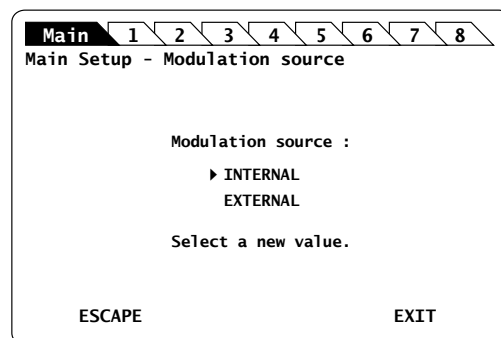 Main 1 2 3 4 5 6 7 8
Main Setup - Modulation source
Modulation source :
INTERNAL
EXTERNAL
Select a new value.
ESCAPE EXIT